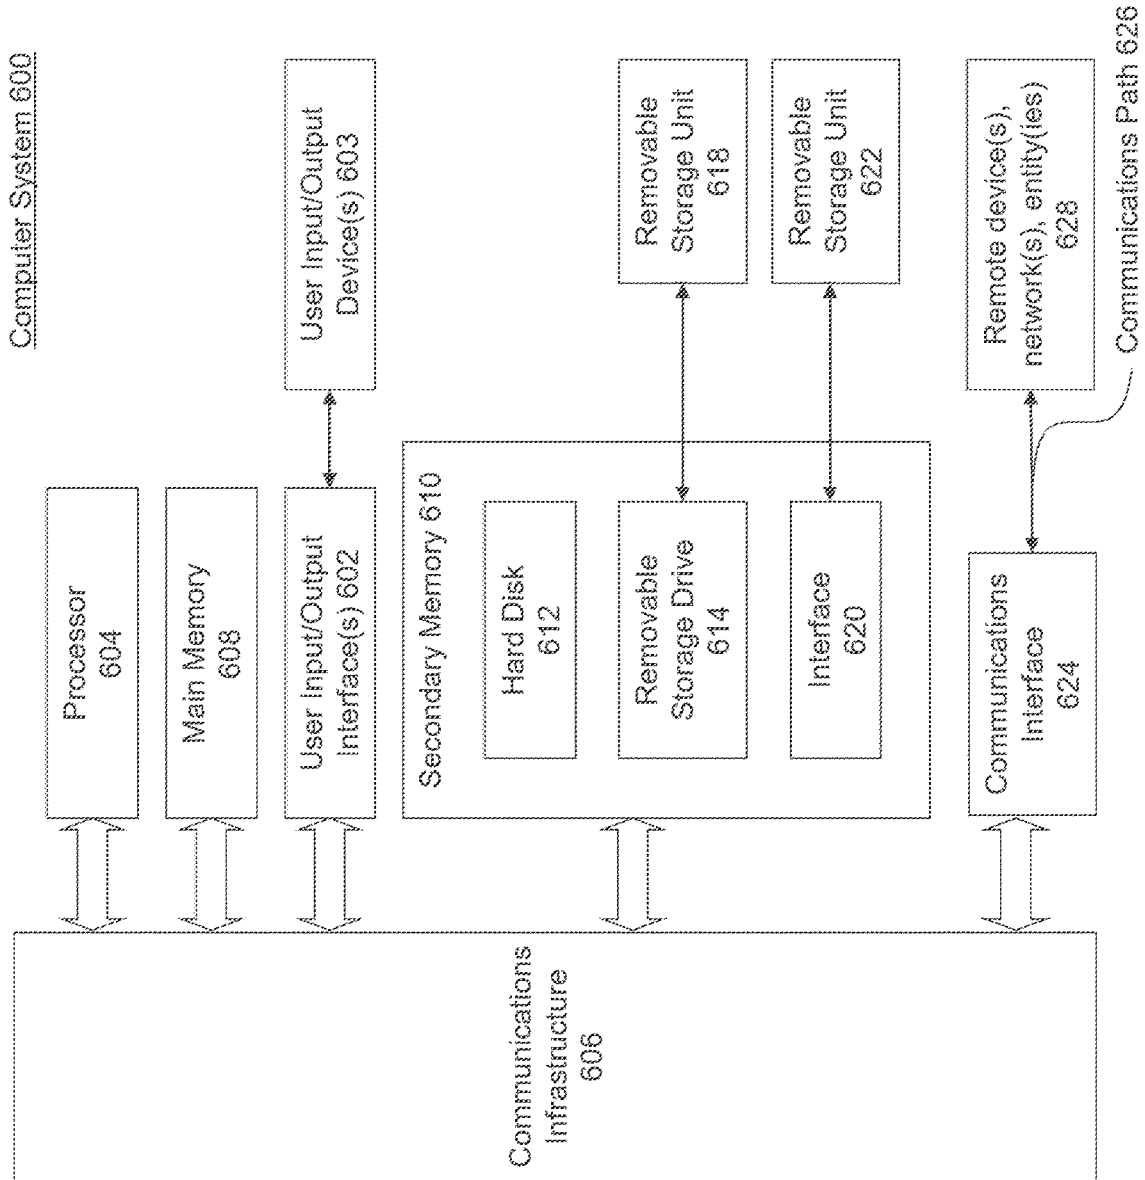 Computer System 600
Processor
604
Main Memory
608
User Input/Output
Interface(s) 602
User Input/Output
Device(s) 603
Secondary Memory 610
Hard Disk
612
Removable
Storage Drive
614
Removable
Storage Unit
618
Interface
620
Removable
Storage Unit
622
Communications
Interface
624
Remote device(s),
network(s), entity(ies)
628
Communications Path 626
Communications
Infrastructure
606